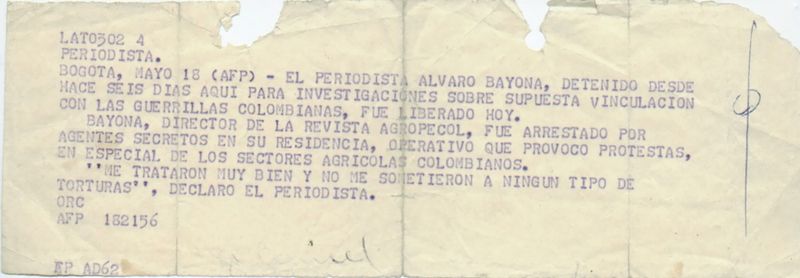 LAT0302 4
PERIODISTA.
BOGOTA, MAYO 18 (AFP) - EL PERIODISTA ALVARO BAYONA, DETENIDO DESDE
HACE SEIS DIAS AQUI PARA INVESTIGACIONES SOBRE SUPUESTA VINCULACION
CON LAS GUERRILLAS COLOMBIANAS, FUE LIBERADO HOY.
BAYONA, DIRECTOR DE LA REVISTA AGROPECOL, FUE ARRESTADO POR
AGENTES SECRETOS EN SU RESIDENCIA, OPERATIVO QUE PROVOCO PROTESTAS,
EN ESPECIAL DE LOS SECTORES AGRICOLAS COLOMBIANOS.
''ME TRATARON MUY BIEN Y NO ME SOMETIERON A NINGUN TIPO DE
TORTURAS'', DECLARO EL PERIODISTA.
ORC
AFP 182156
FP AD62